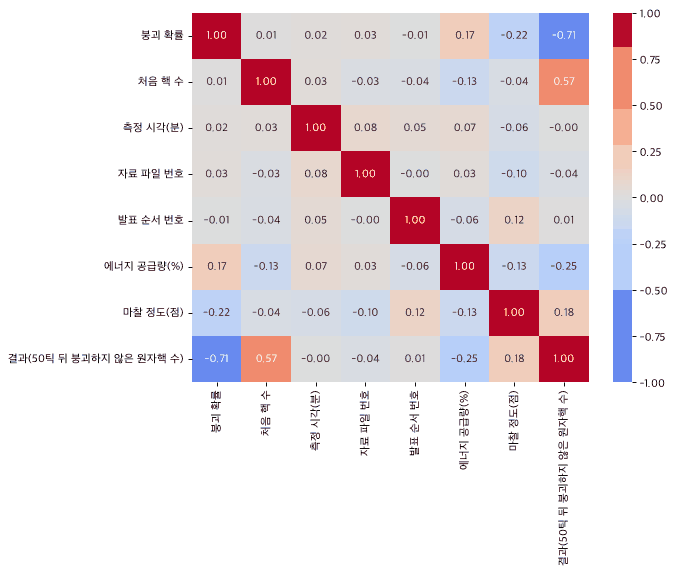 붕괴 확률 1.00 0.01 0.02 0.03 -0.01 0.17 -0.22 -0.71
처음 핵 수 0.01 1.00 0.03 -0.03 -0.04 -0.13 -0.04 0.57
측정 시각(분) 0.02 0.03 1.00 0.08 0.05 0.07 -0.06 -0.00
자료 파일 번호 0.03 -0.03 0.08 1.00 -0.00 0.03 -0.10 -0.04
발표 순서 번호 -0.01 -0.04 0.05 -0.00 1.00 -0.06 0.12 0.01
에너지 공급량(%) 0.17 -0.13 0.07 0.03 -0.06 1.00 -0.13 -0.25
마찰 정도(점) -0.22 -0.04 -0.06 -0.10 0.12 -0.13 1.00 0.18
결과(50틱 뒤 붕괴하지 않은 원자핵 수) -0.71 0.57 -0.00 -0.04 0.01 -0.25 0.18 1.00
붕괴 확률
처음 핵 수
측정 시각(분)
자료 파일 번호
발표 순서 번호
에너지 공급량(%)
마찰 정도(점)
결과(50틱 뒤 붕괴하지 않은 원자핵 수)
1.00
0.75
0.50
0.25
0.00
-0.25
-0.50
-0.75
-1.00